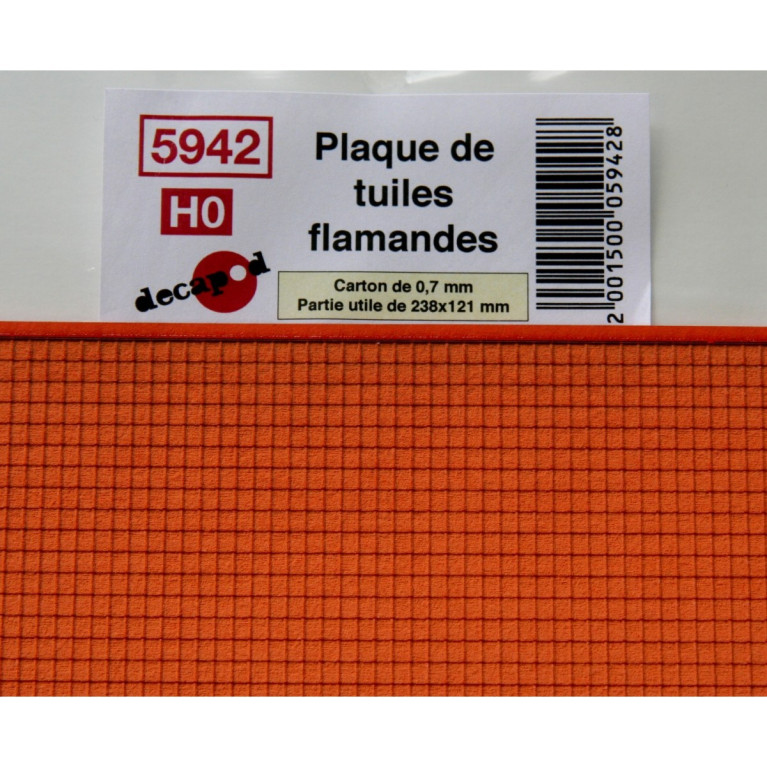 5942
H0
decapod
Plaque de
tuiles
flamandes
Carton de 0,7 mm
Partie utile de 238x121 mm
2 001500 059428